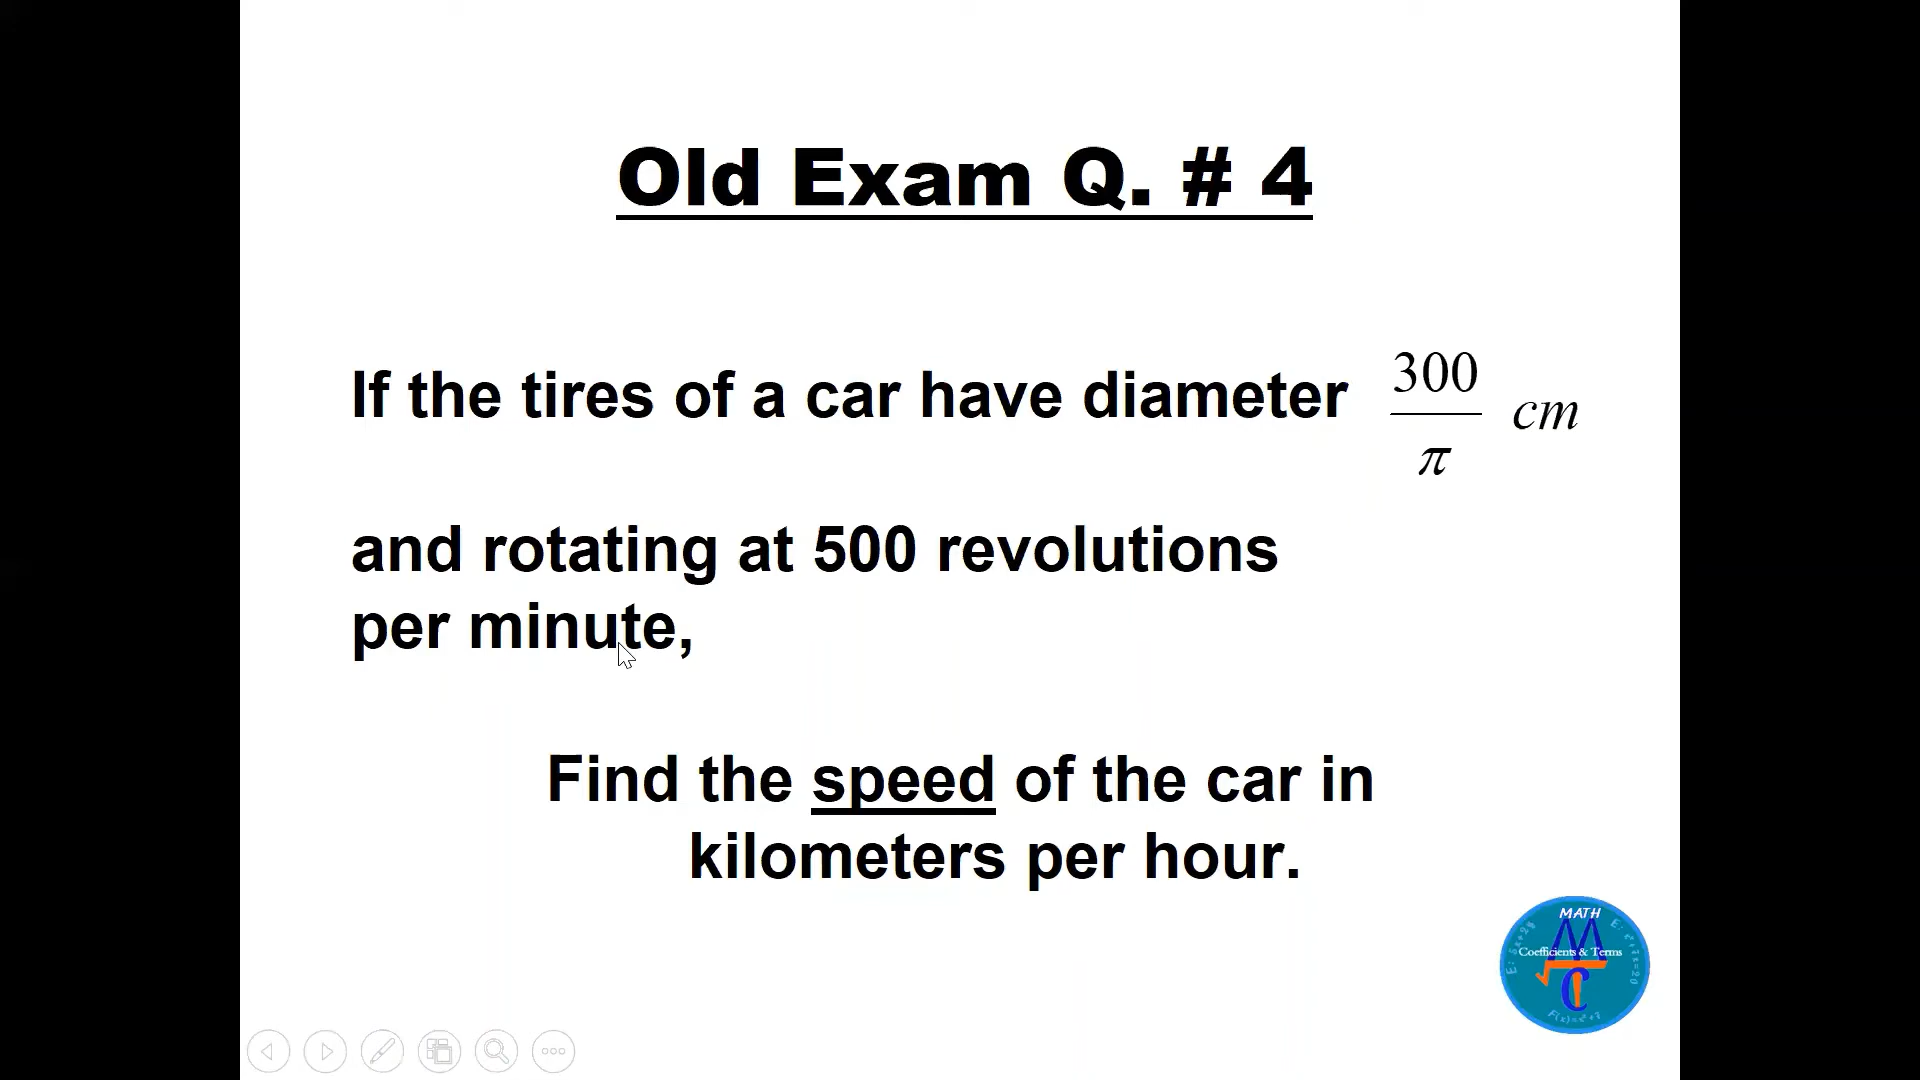 Old Exam Q. # 4
If the tires of a car have diameter 300/π cm
and rotating at 500 revolutions
per minute,
Find the speed of the car in
kilometers per hour.
MATH
Coefficients & Terms